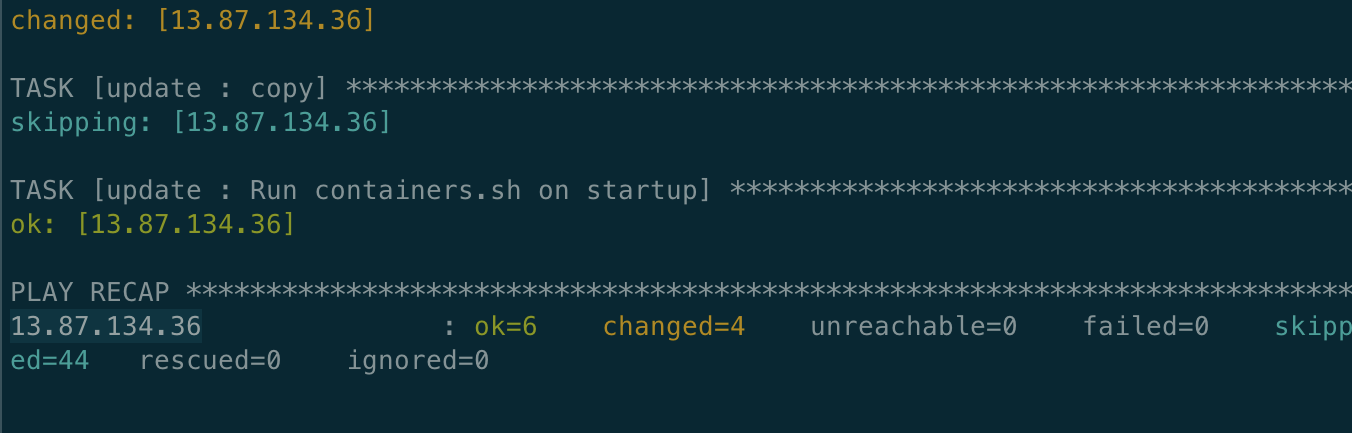 changed: [13.87.134.36]
TASK [update : copy] ***************************************************************
skipping: [13.87.134.36]
TASK [update : Run containers.sh on startup] ***************************************
ok: [13.87.134.36]
PLAY RECAP *************************************************************************
13.87.134.36 : ok=6 changed=4 unreachable=0 failed=0 skipp
ed=44 rescued=0 ignored=0